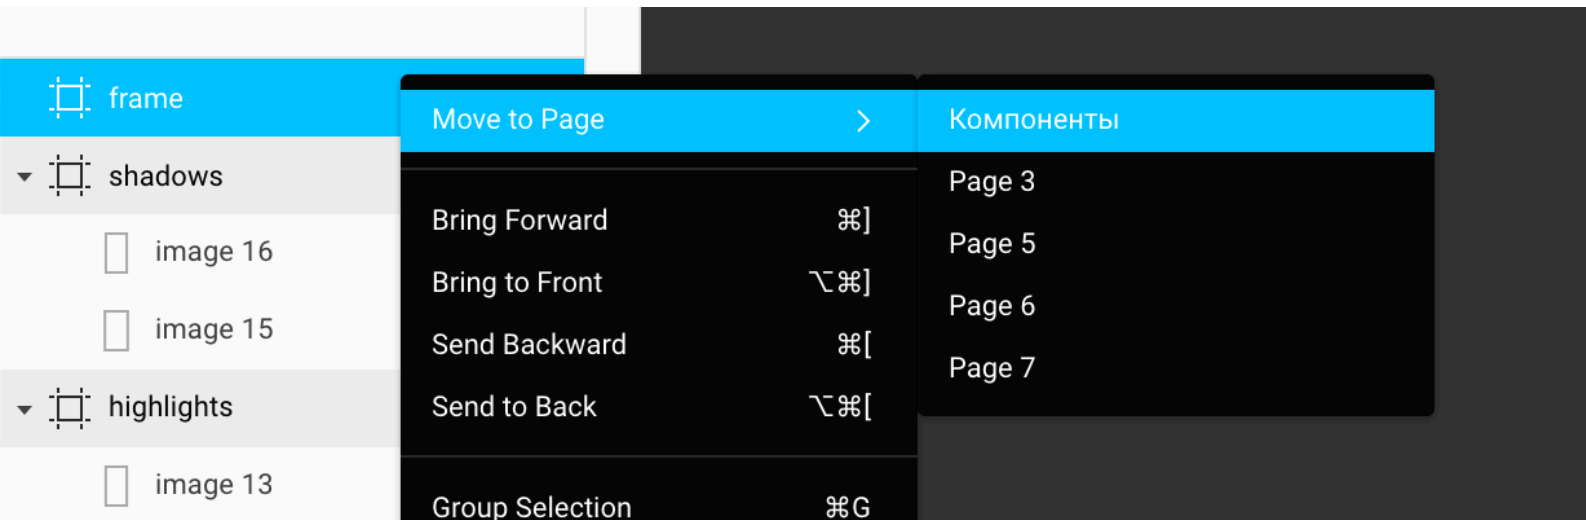 frame
shadows
image 16
image 15
highlights
image 13
Move to Page
Bring Forward ⌘]
Bring to Front ⌥⌘]
Send Backward ⌘[
Send to Back ⌥⌘[
Group Selection ⌘G
Компоненты
Page 3
Page 5
Page 6
Page 7